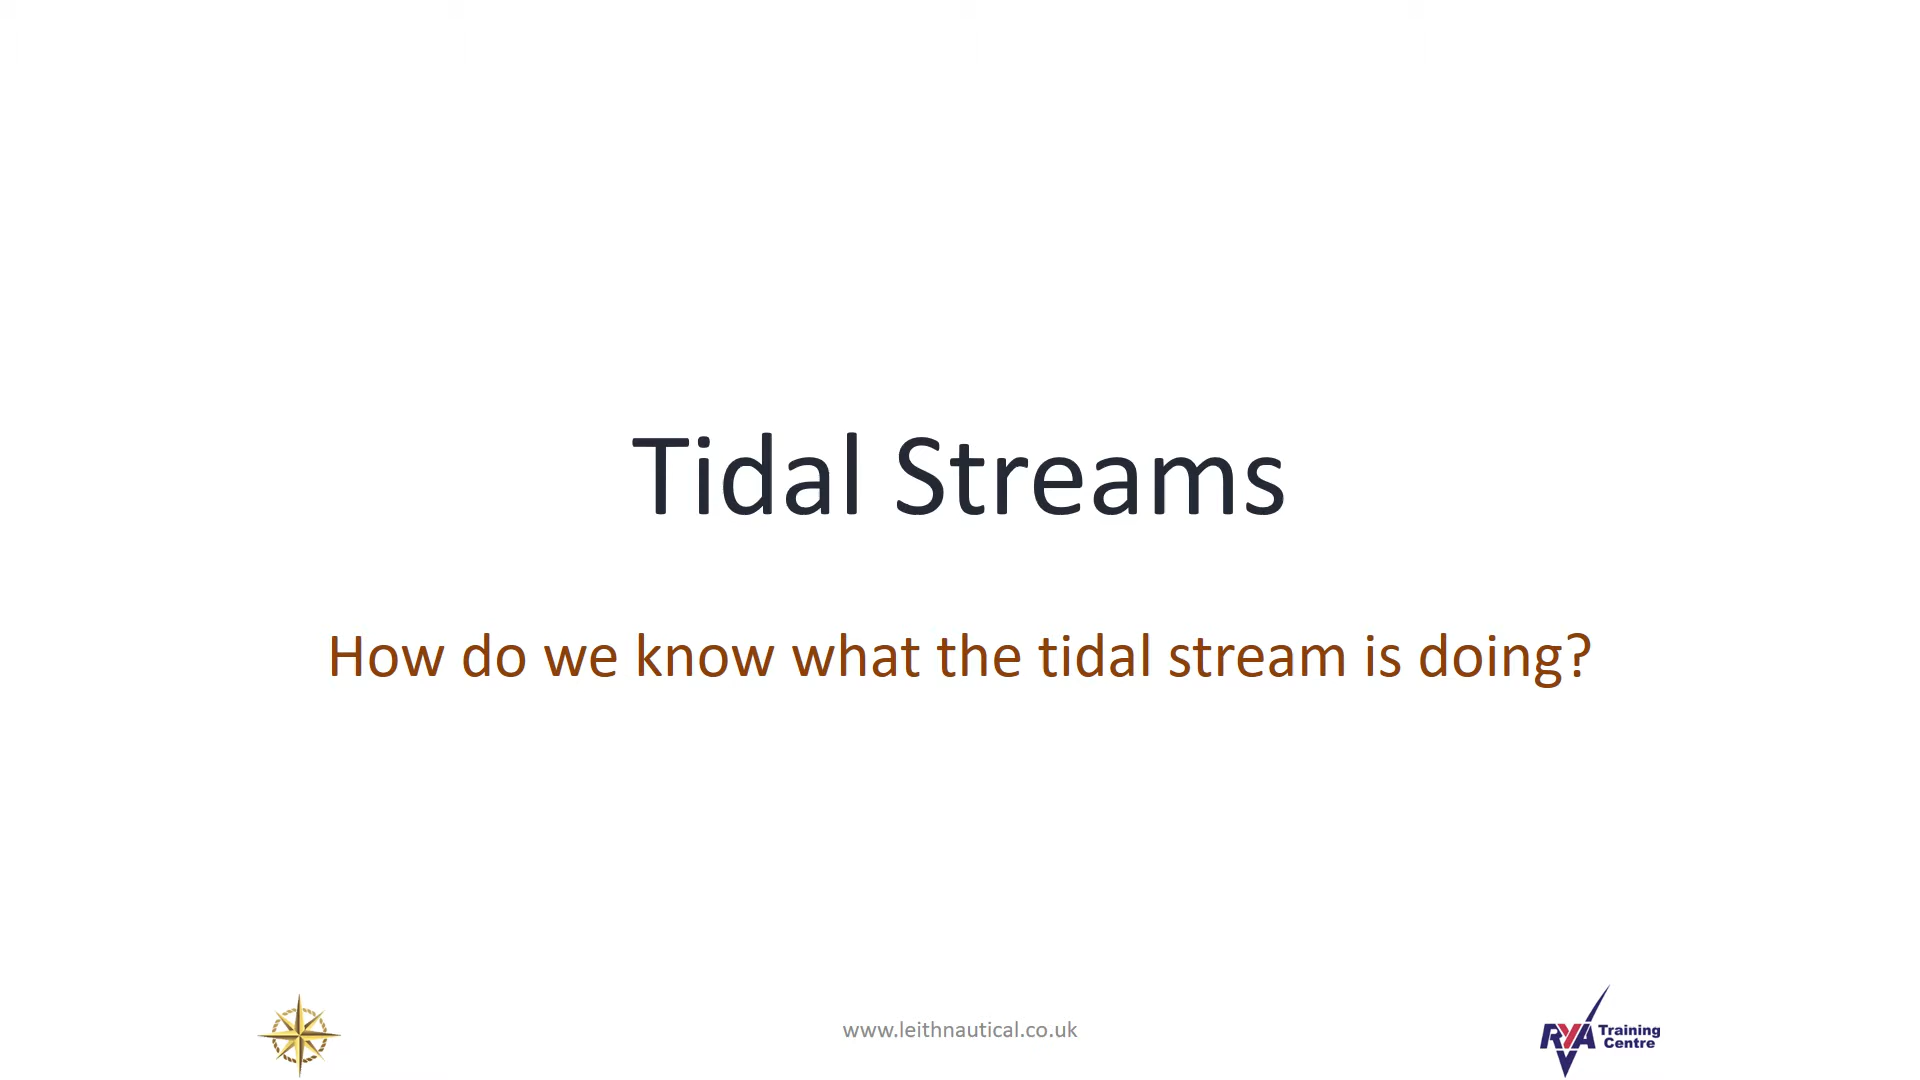 Tidal Streams
How do we know what the tidal stream is doing?
www.leithnautical.co.uk
RYA Training
Centre